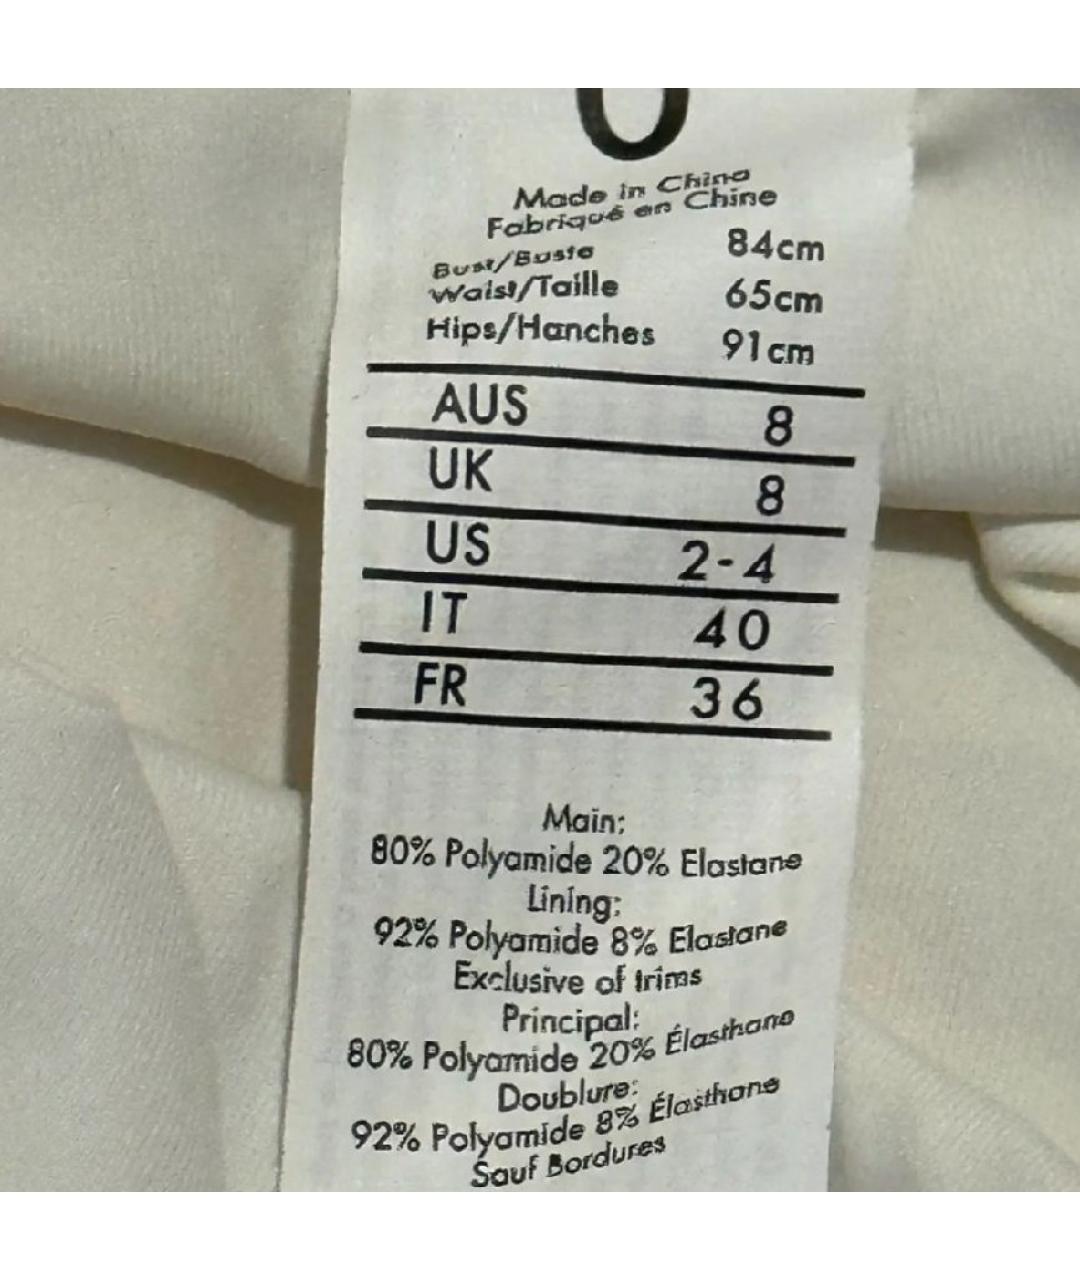 Made in China
Fabriqué en Chine
Bust/Buste 84cm
Waist/Taille 65cm
Hips/Hanches 91cm
AUS 8
UK 8
US 2-4
IT 40
FR 36
Main:
80% Polyamide 20% Elastane
Lining:
92% Polyamide 8% Elastane
Exclusive of trims
Principal:
80% Polyamide 20% Élasthane
Doublure:
92% Polyamide 8% Élasthane
Sauf Bordures